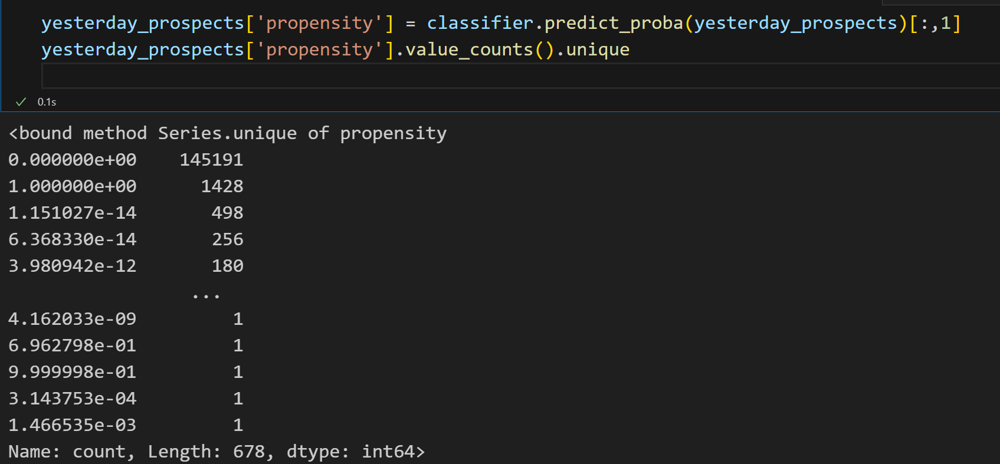 yesterday_prospects['propensity'] = classifier.predict_proba(yesterday_prospects)[:,1]
yesterday_prospects['propensity'].value_counts().unique
0.1s
<bound method Series.unique of propensity
0.000000e+00    145191
1.000000e+00      1428
1.151027e-14       498
6.368330e-14       256
3.980942e-12       180
                 ...
4.162033e-09         1
6.962798e-01         1
9.999998e-01         1
3.143753e-04         1
1.466535e-03         1
Name: count, Length: 678, dtype: int64>